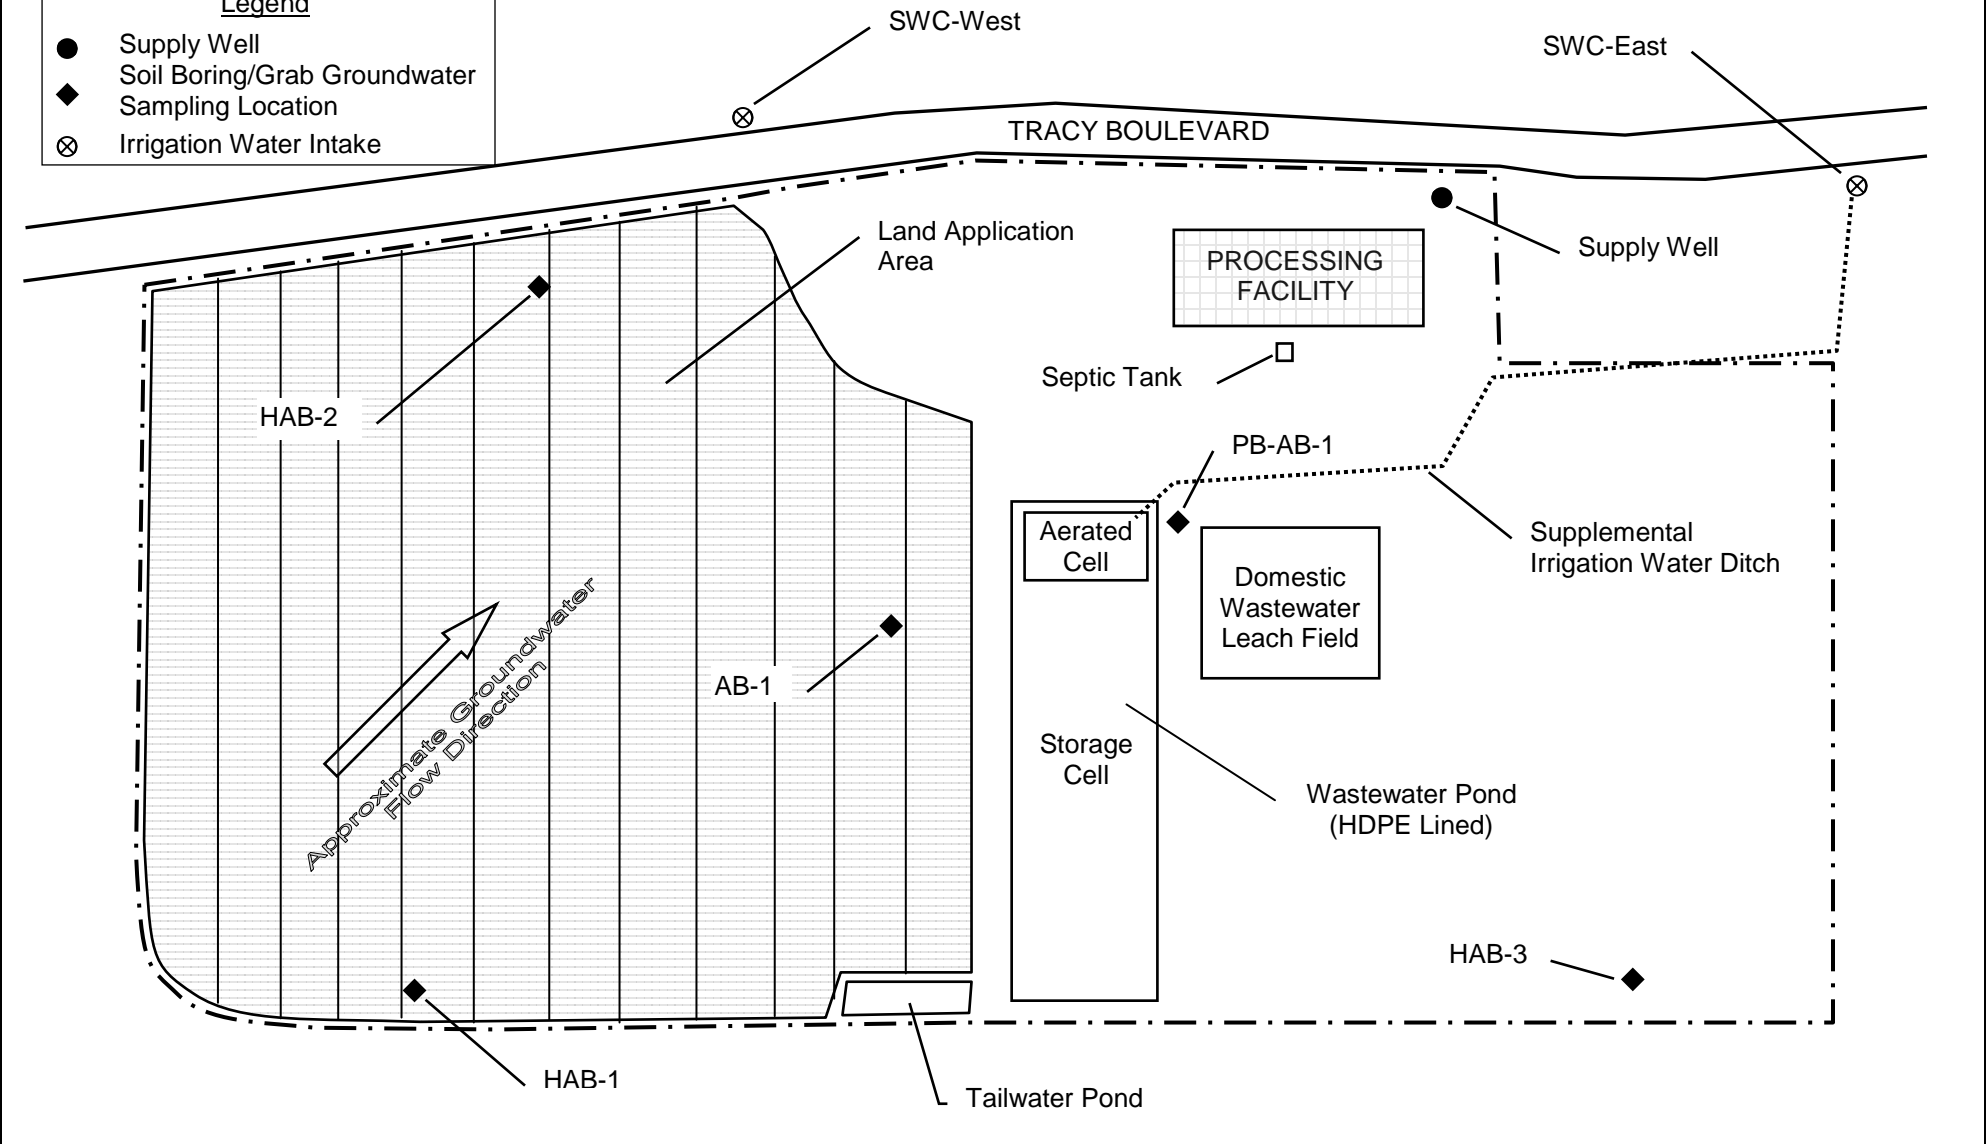 Legend
Supply Well
Soil Boring/Grab Groundwater
Sampling Location
Irrigation Water Intake
SWC-West
SWC-East
TRACY BOULEVARD
Land Application
Area
PROCESSING
FACILITY
Supply Well
Septic Tank
HAB-2
PB-AB-1
Aerated
Cell
Supplemental
Irrigation Water Ditch
Domestic
Wastewater
Leach Field
Approximate Groundwater
Flow Direction
AB-1
Storage
Cell
Wastewater Pond
(HDPE Lined)
HAB-3
HAB-1
Tailwater Pond